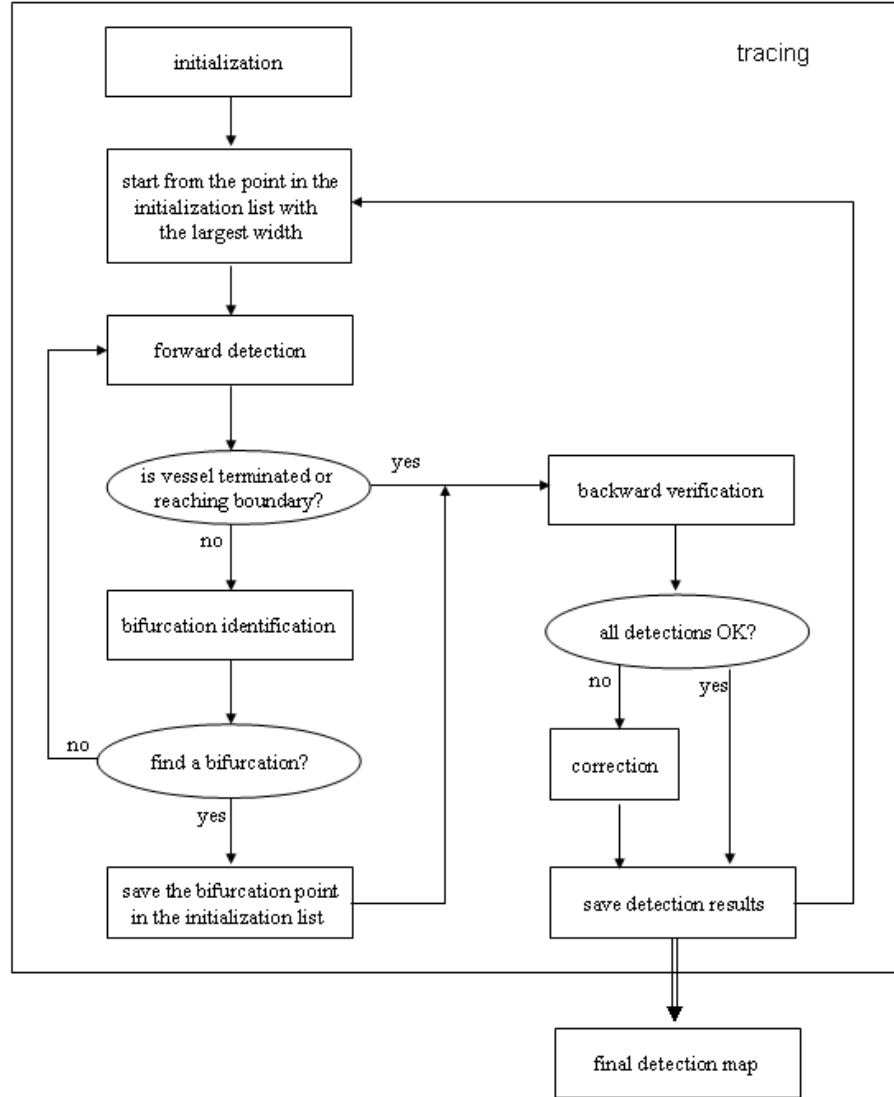 tracing
initialization
start from the point in the
initialization list with
the largest width
forward detection
is vessel terminated or
reaching boundary?
yes
no
bifurcation identification
find a bifurcation?
no
yes
save the bifurcation point
in the initialization list
backward verification
all detections OK?
no
yes
correction
save detection results
final detection map